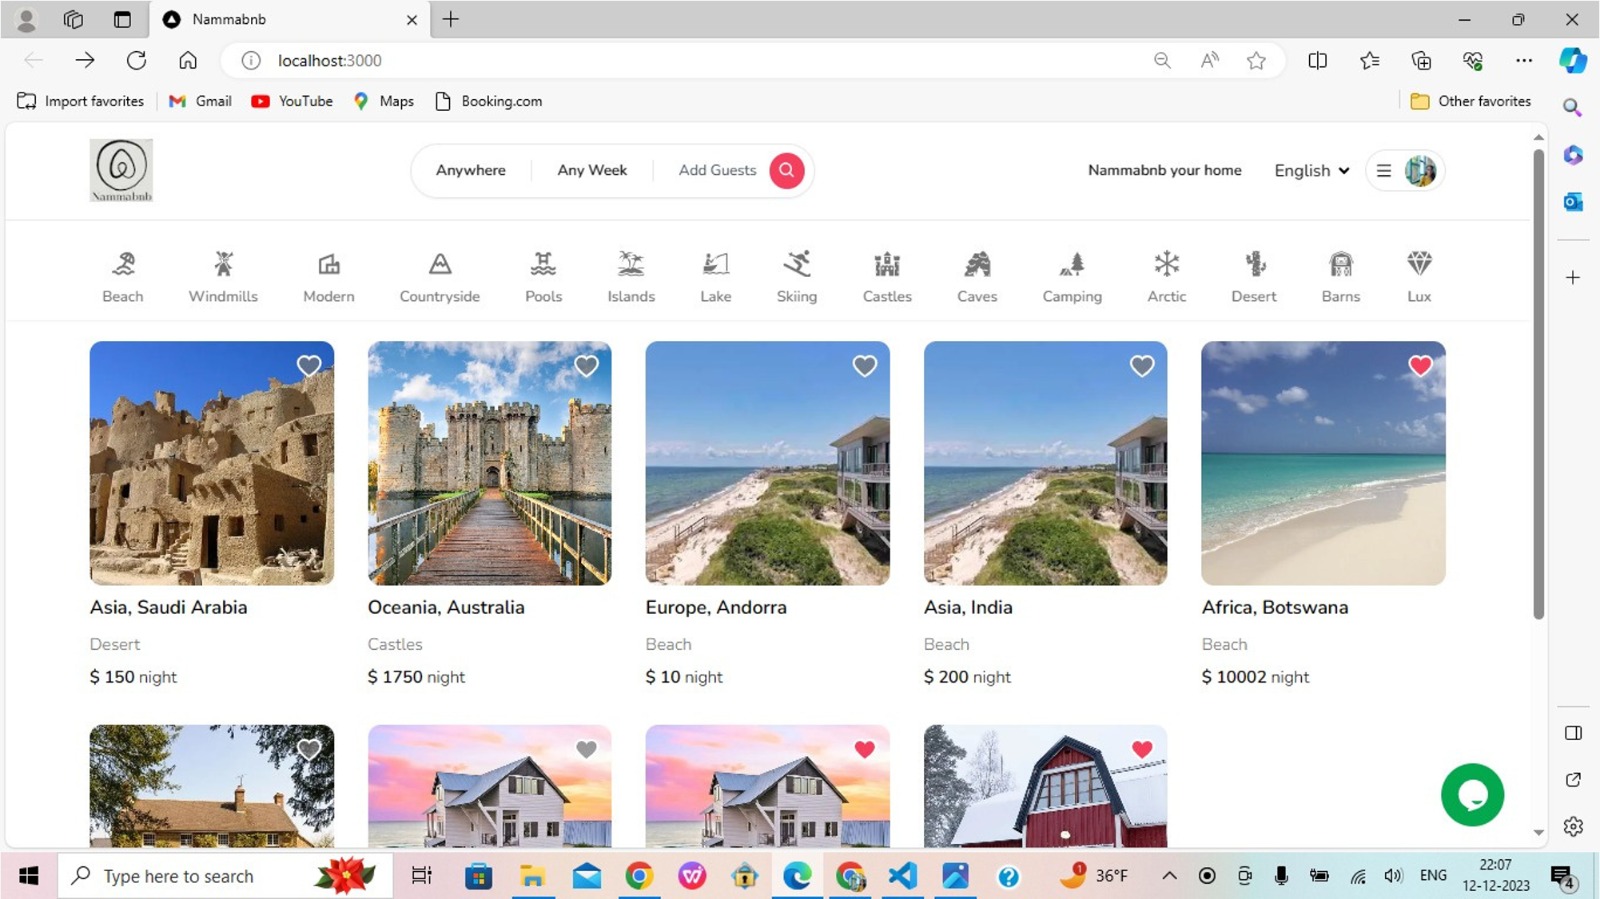 Nammabnb
localhost:3000
Import favorites Gmail YouTube Maps Booking.com Other favorites
Nammabnb
Anywhere Any Week Add Guests
Nammabnb your home English
Beach Windmills Modern Countryside Pools Islands Lake Skiing Castles Caves Camping Arctic Desert Barns Lux
Asia, Saudi Arabia
Desert
$ 150 night
Oceania, Australia
Castles
$ 1750 night
Europe, Andorra
Beach
$ 10 night
Asia, India
Beach
$ 200 night
Africa, Botswana
Beach
$ 10002 night
Type here to search
1
36°F
ENG
22:07
12-12-2023
4